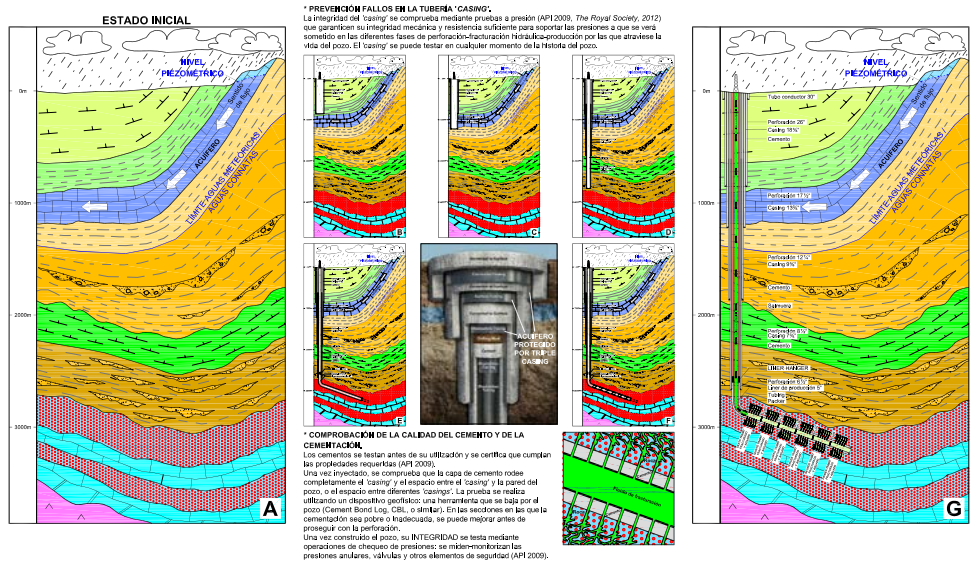 ESTADO INICIAL
NIVEL
PIEZOMÉTRICO
0m
Sentido
de flujo
ACUÍFERO
LÍMITE AGUAS METEÓRICAS
AGUAS CONNATAS
1000m
2000m
3000m
A
* PREVENCIÓN FALLOS EN LA TUBERÍA 'CASING'.
La integridad del 'casing' se comprueba mediante pruebas a presión (API 2009, The Royal Society, 2012)
que garanticen su integridad mecánica y resistencia suficiente para soportar las presiones a que se verá
sometido en las diferentes fases de perforación-fracturación hidráulica-producción por las que atraviese la
vida del pozo. El 'casing' se puede testar en cualquier momento de la historia del pozo.
B
C
D
E
ACUÍFERO
PROTEGIDO
POR TRIPLE
CASING
F
* COMPROBACIÓN DE LA CALIDAD DEL CEMENTO Y DE LA
CEMENTACIÓN.
Los cementos se testan antes de su utilización y se certifica que cumplan
las propiedades requeridas (API 2009).
Una vez inyectado, se comprueba que la capa de cemento rodee
completamente el 'casing' y el espacio entre el 'casing' y la pared del
pozo, o el espacio entre diferentes 'casings'. La prueba se realiza
utilizando un dispositivo geofísico: una herramienta que se baja por el
pozo (Cement Bond Log, CBL, o similar). En las secciones en las que la
cementación sea pobre o inadecuada, se puede mejorar antes de
proseguir con la perforación.
Una vez construido el pozo, su INTEGRIDAD se testa mediante
operaciones de chequeo de presiones: se miden-monitorizan las
presiones anulares, válvulas y otros elementos de seguridad (API 2009).
Fluido de fracturación
NIVEL
PIEZOMÉTRICO
0m
Tubo conductor 30"
Perforación 26"
Casing 18⅝"
Cemento
Sentido
de flujo
ACUÍFERO
LÍMITE AGUAS METEÓRICAS
AGUAS CONNATAS
1000m
Perforación 17½"
Casing 13⅜"
Perforación 12¼"
Casing 9⅝"
Cemento
Salmuera
2000m
Perforación 8½"
Casing 7⅝"
Cemento
LINER HANGER
Perforación 6½"
Liner de producción 5"
Tubing
Packer
3000m
G